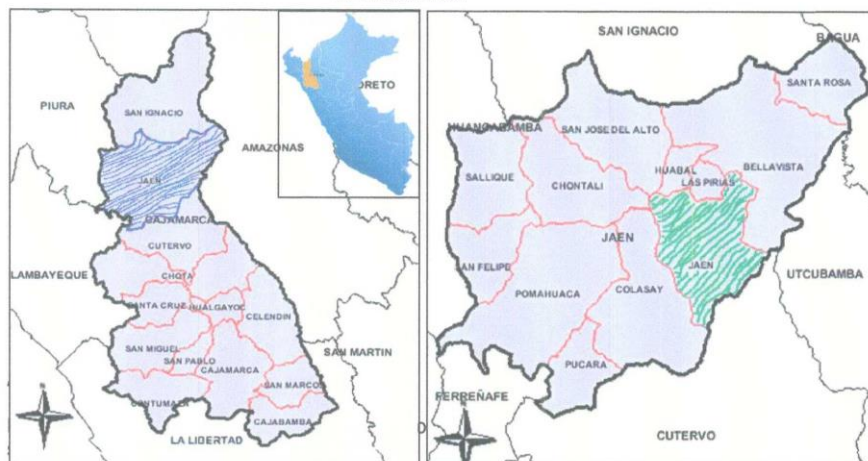 PIURA
SAN IGNACIO
ORETO
AMAZONAS
JAEN
CAJAMARCA
CUTERVO
LAMBAYEQUE
CHOTA
SANTA CRUZ
HUALGAYOC
CELENDIN
SAN MIGUEL
SAN PABLO
SAN MARTIN
CAJAMARCA
SAN MARCOS
CONTUMAZA
CAJABAMBA
LA LIBERTAD
SAN IGNACIO
BAGUA
SANTA ROSA
HUANCABAMBA
SAN JOSE DEL ALTO
HUABAL
BELLAVISTA
SALLIQUE
CHONTALI
LAS PIRIAS
JAEN
SAN FELIPE
JAEN
UTCUBAMBA
POMAHUACA
COLASAY
PUCARA
FERREÑAFE
CUTERVO